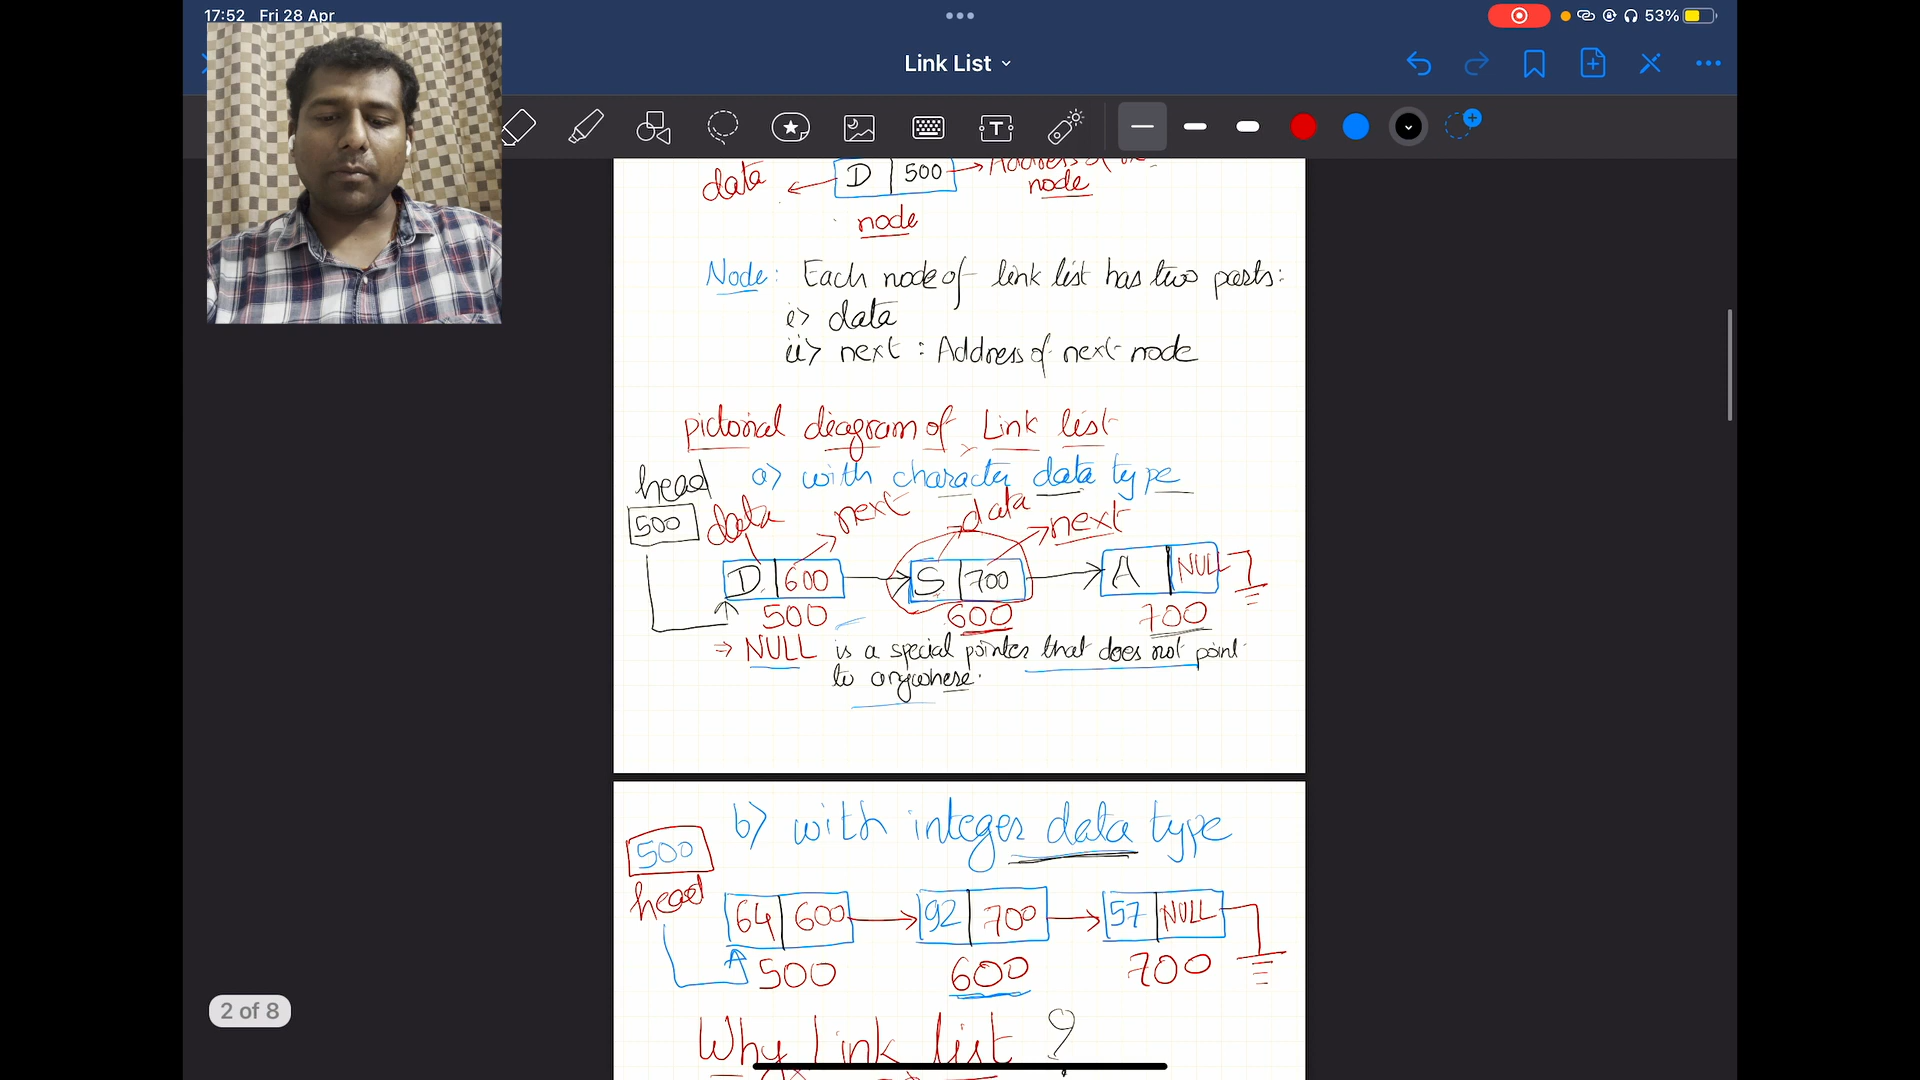 17:52 Fri 28 Apr
53%
Link List
T
data
D 500
Address of
node
node
Node: Each node of link list has two parts:
i> data
ii> next : Address of next node
pictorial diagram of Link list
head
a> with character data type
500
data next data next
D 600 S 700 A NULL
500 600 700
⇒ NULL is a special pointer that does not point
to anywhere.
b> with integer data type
500
head
64 600 92 700 57 NULL
500 600 700
2 of 8
Why Link list ?